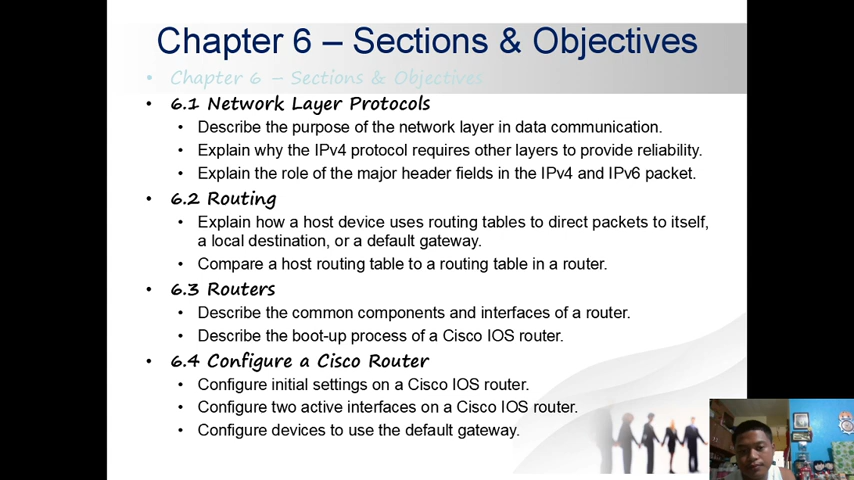 Chapter 6 – Sections & Objectives
• Chapter 6 – Sections & Objectives
• 6.1 Network Layer Protocols
• Describe the purpose of the network layer in data communication.
• Explain why the IPv4 protocol requires other layers to provide reliability.
• Explain the role of the major header fields in the IPv4 and IPv6 packet.
• 6.2 Routing
• Explain how a host device uses routing tables to direct packets to itself,
a local destination, or a default gateway.
• Compare a host routing table to a routing table in a router.
• 6.3 Routers
• Describe the common components and interfaces of a router.
• Describe the boot-up process of a Cisco IOS router.
• 6.4 Configure a Cisco Router
• Configure initial settings on a Cisco IOS router.
• Configure two active interfaces on a Cisco IOS router.
• Configure devices to use the default gateway.